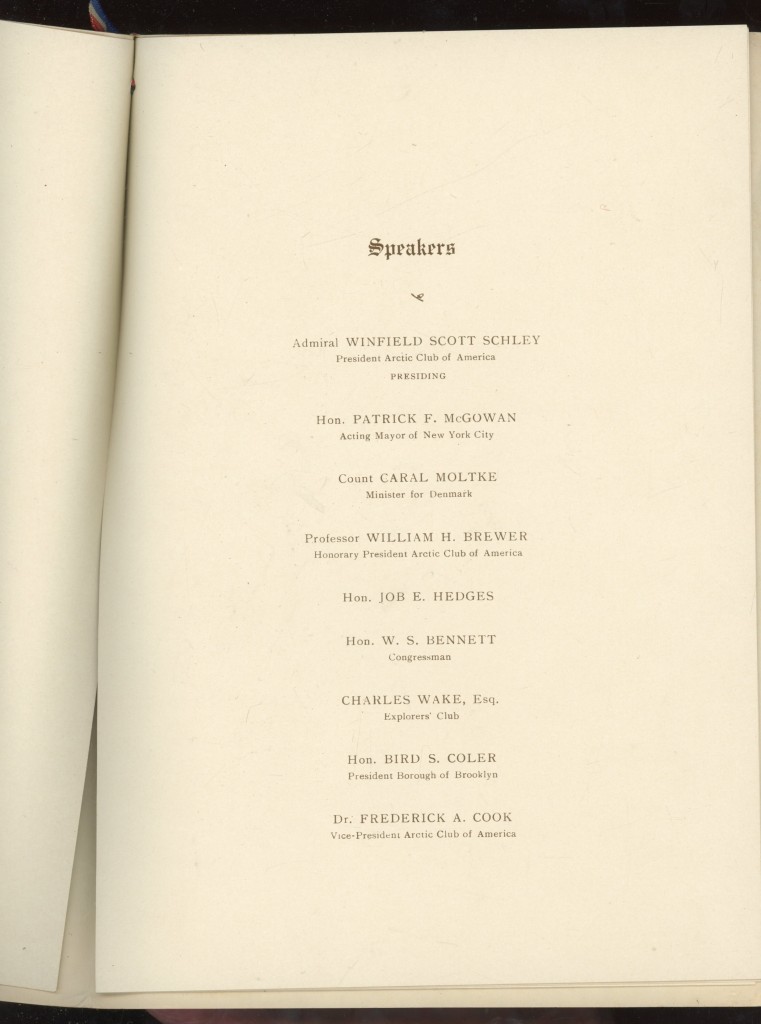 Speakers
Admiral WINFIELD SCOTT SCHLEY
President Arctic Club of America
PRESIDING
Hon. PATRICK F. McGOWAN
Acting Mayor of New York City
Count CARAL MOLTKE
Minister for Denmark
Professor WILLIAM H. BREWER
Honorary President Arctic Club of America
Hon. JOB E. HEDGES
Hon. W. S. BENNETT
Congressman
CHARLES WAKE, Esq.
Explorers' Club
Hon. BIRD S. COLER
President Borough of Brooklyn
Dr. FREDERICK A. COOK
Vice-President Arctic Club of America